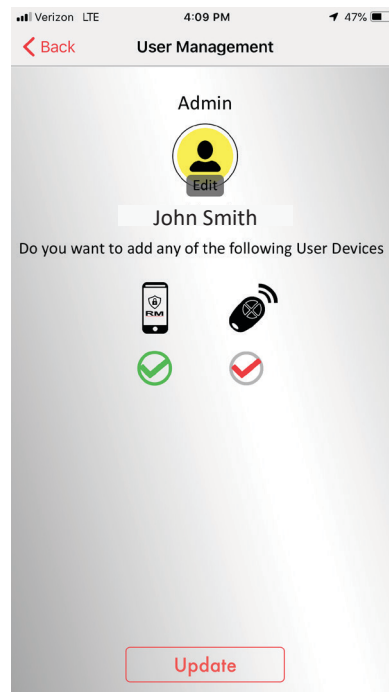 Verizon LTE 4:09 PM 47%
Back User Management
Admin
Edit
John Smith
Do you want to add any of the following User Devices
RM
Update